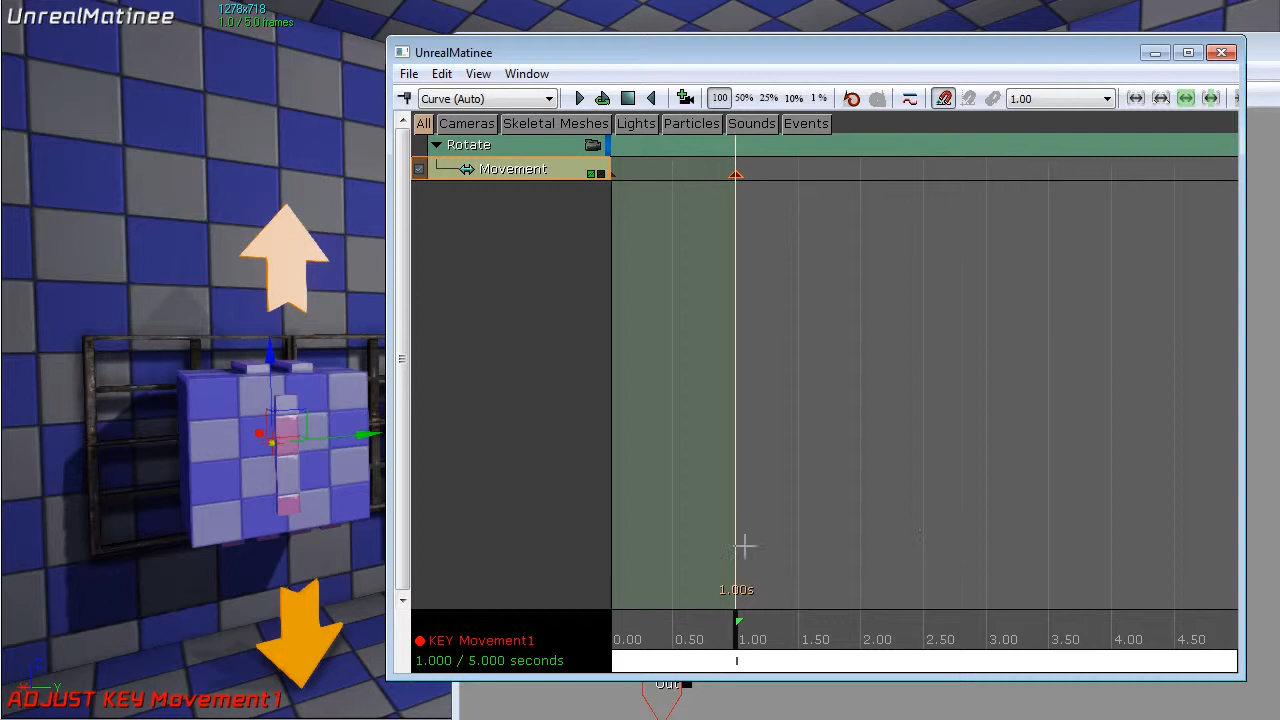 UnrealMatinee
1278x718
1.0 / 5.0 frames
UnrealMatinee
File Edit View Window
Curve (Auto) 100 50% 25% 10% 1 % 1.00
All Cameras Skeletal Meshes Lights Particles Sounds Events
Rotate
Movement
1.00s
0.00 0.50 1.00 1.50 2.00 2.50 3.00 3.50 4.00 4.50
KEY Movement1
1.000 / 5.000 seconds
Z
Y
Out
ADJUST KEY Movement1